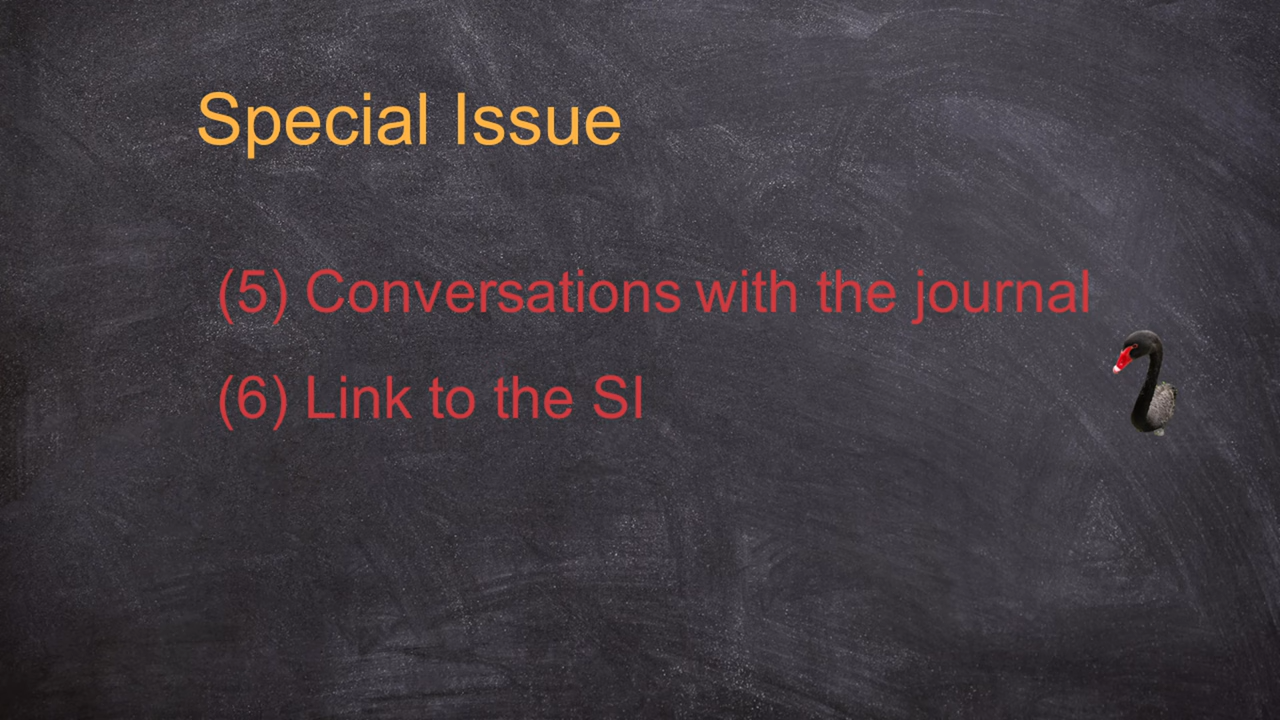 Special Issue
(5) Conversations with the journal
(6) Link to the SI